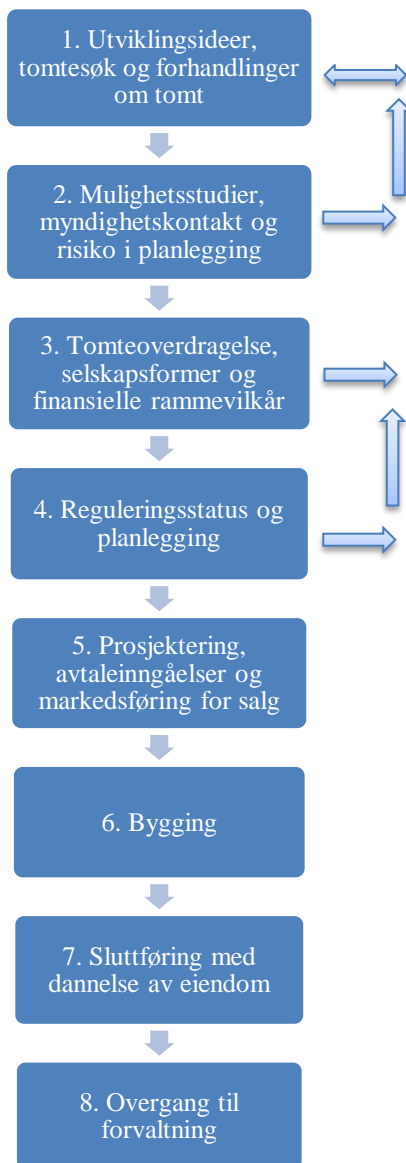 1. Utviklingsideer,
tomtesøk og forhandlinger
om tomt
2. Mulighetsstudier,
myndighetskontakt og
risiko i planlegging
3. Tomteoverdragelse,
selskapsformer og
finansielle rammevilkår
4. Reguleringsstatus og
planlegging
5. Prosjektering,
avtaleinngåelser og
markedsføring for salg
6. Bygging
7. Sluttføring med
dannelse av eiendom
8. Overgang til
forvaltning